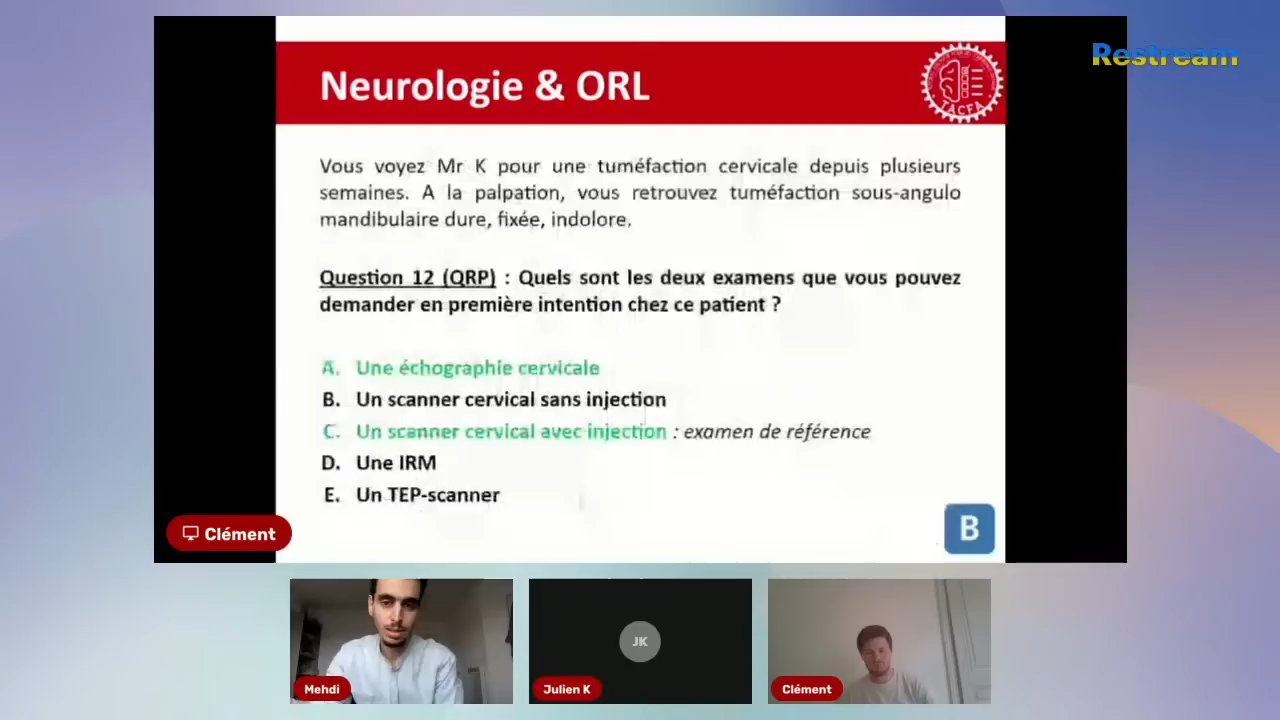 Restream
Neurologie & ORL
TACFA
Vous voyez Mr K pour une tuméfaction cervicale depuis plusieurs
semaines. A la palpation, vous retrouvez tuméfaction sous-angulo
mandibulaire dure, fixée, indolore.
Question 12 (QRP) : Quels sont les deux examens que vous pouvez
demander en première intention chez ce patient ?
A. Une échographie cervicale
B. Un scanner cervical sans injection
C. Un scanner cervical avec injection : examen de référence
D. Une IRM
E. Un TEP-scanner
B
Clément
JK
Mehdi
Julien K
Clément